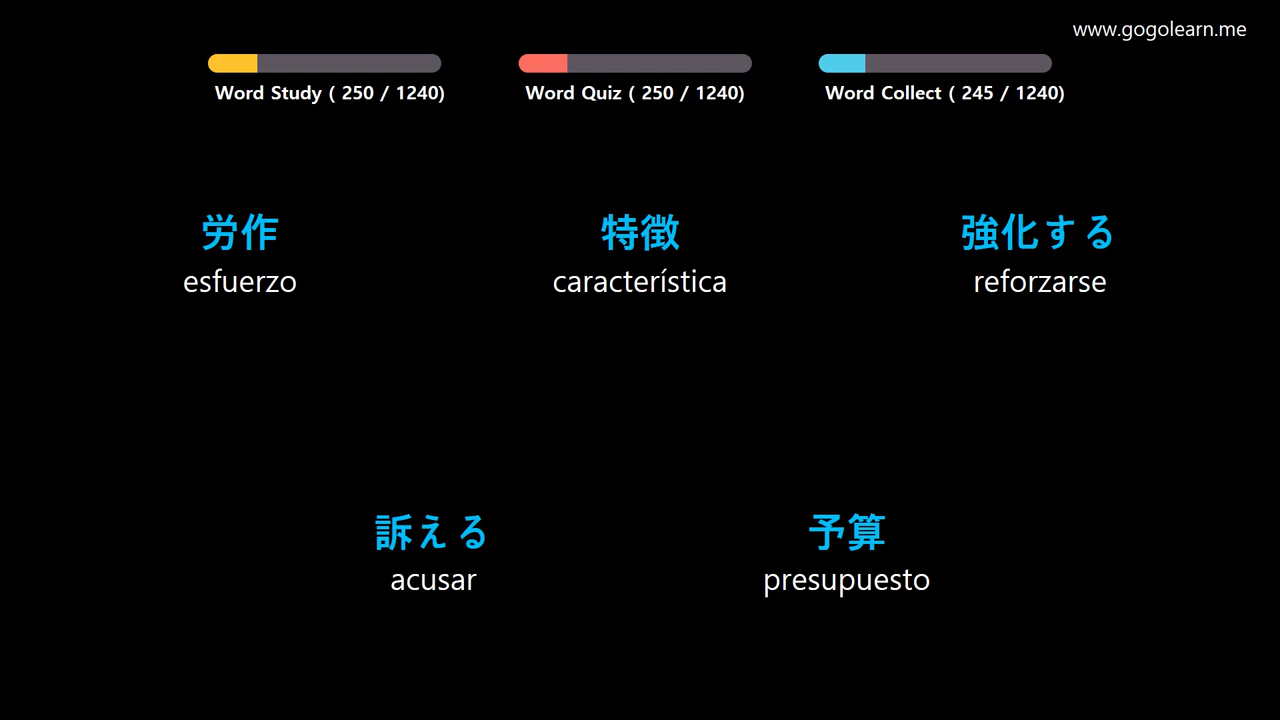 www.gogolearn.me
Word Study ( 250 / 1240)
Word Quiz ( 250 / 1240)
Word Collect ( 245 / 1240)
労作
esfuerzo
特徴
característica
強化する
reforzarse
訴える
acusar
予算
presupuesto